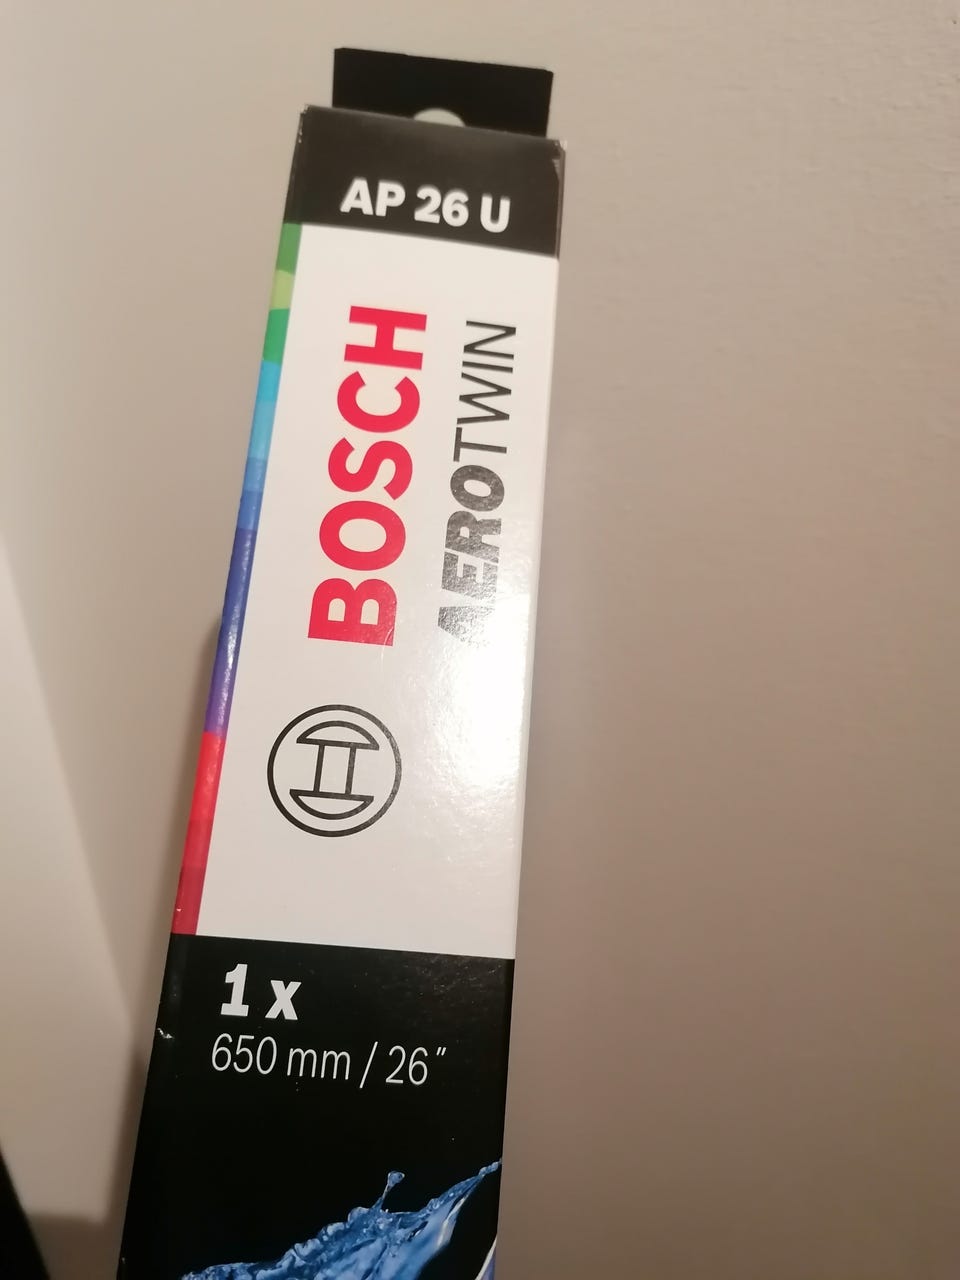 AP 26 U
BOSCH
AEROTWIN
1 x
650 mm / 26"